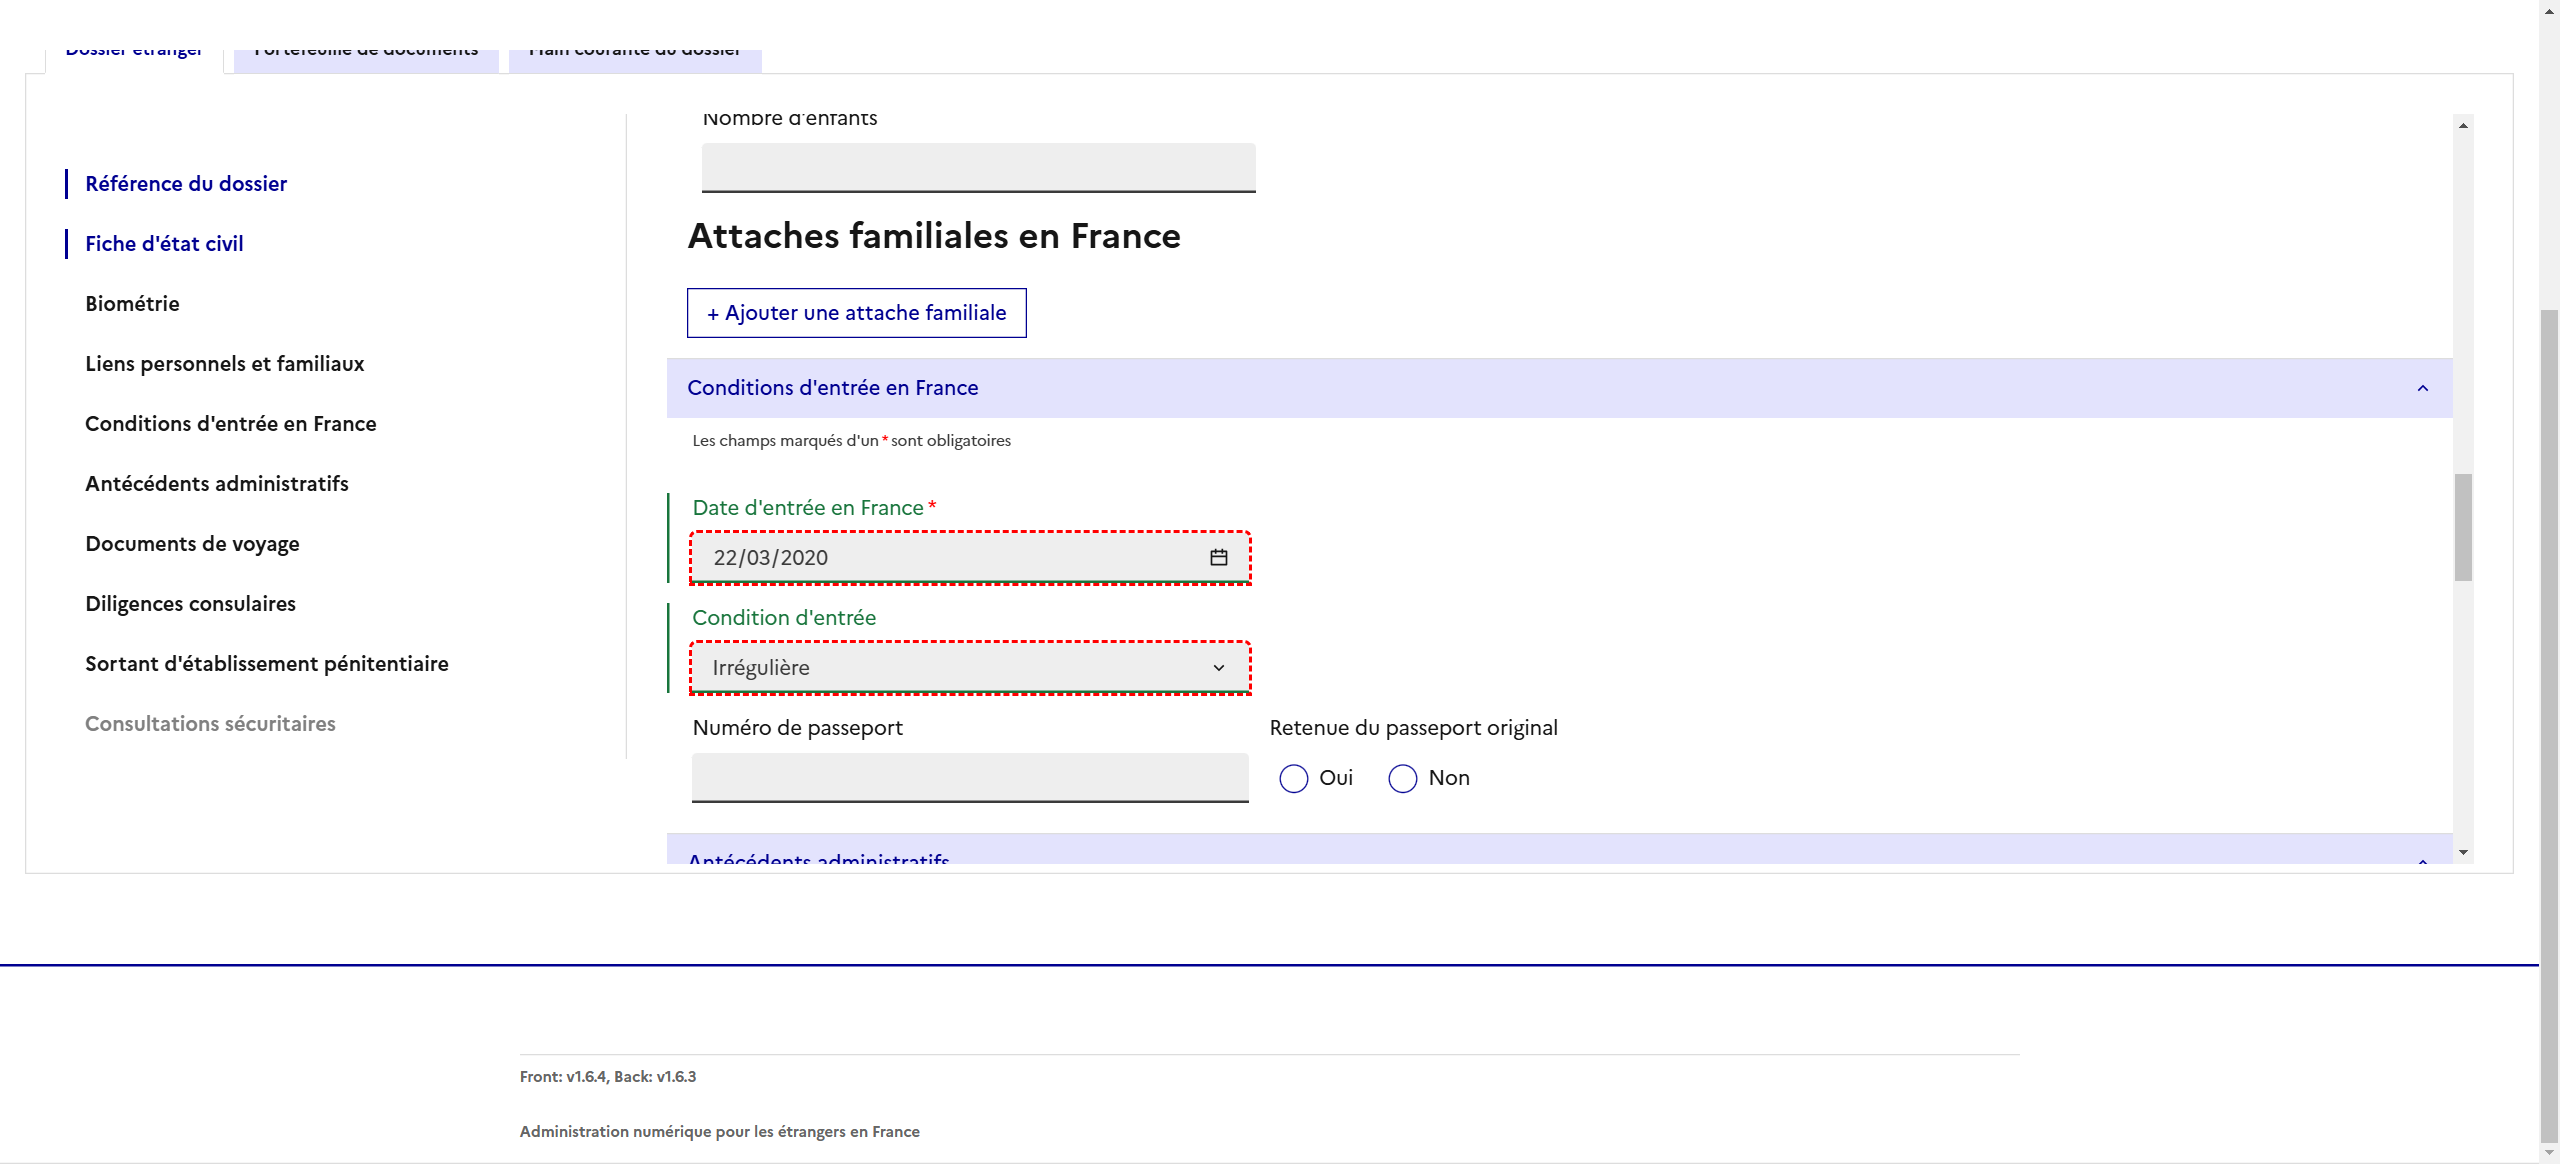 Dossier étranger
Portefeuille de documents
Main courante du dossier
Référence du dossier
Fiche d'état civil
Biométrie
Liens personnels et familiaux
Conditions d'entrée en France
Antécédents administratifs
Documents de voyage
Diligences consulaires
Sortant d'établissement pénitentiaire
Consultations sécuritaires
Nombre d'enfants
Attaches familiales en France
+ Ajouter une attache familiale
Conditions d'entrée en France
Les champs marqués d'un * sont obligatoires
Date d'entrée en France *
22/03/2020
Condition d'entrée
Irrégulière
Numéro de passeport
Retenue du passeport original
Oui
Non
Antécédents administratifs
Front: v1.6.4, Back: v1.6.3
Administration numérique pour les étrangers en France